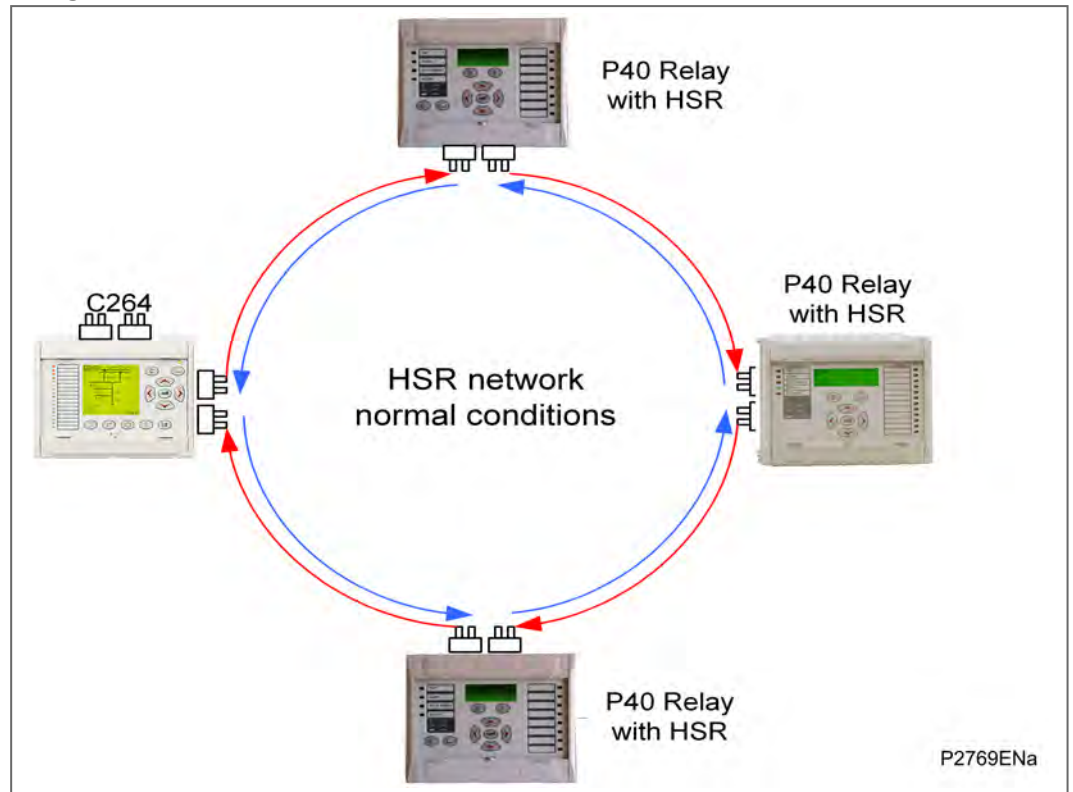 P40 Relay
with HSR
P40 Relay
with HSR
C264
HSR network
normal conditions
P40 Relay
with HSR
P2769ENa